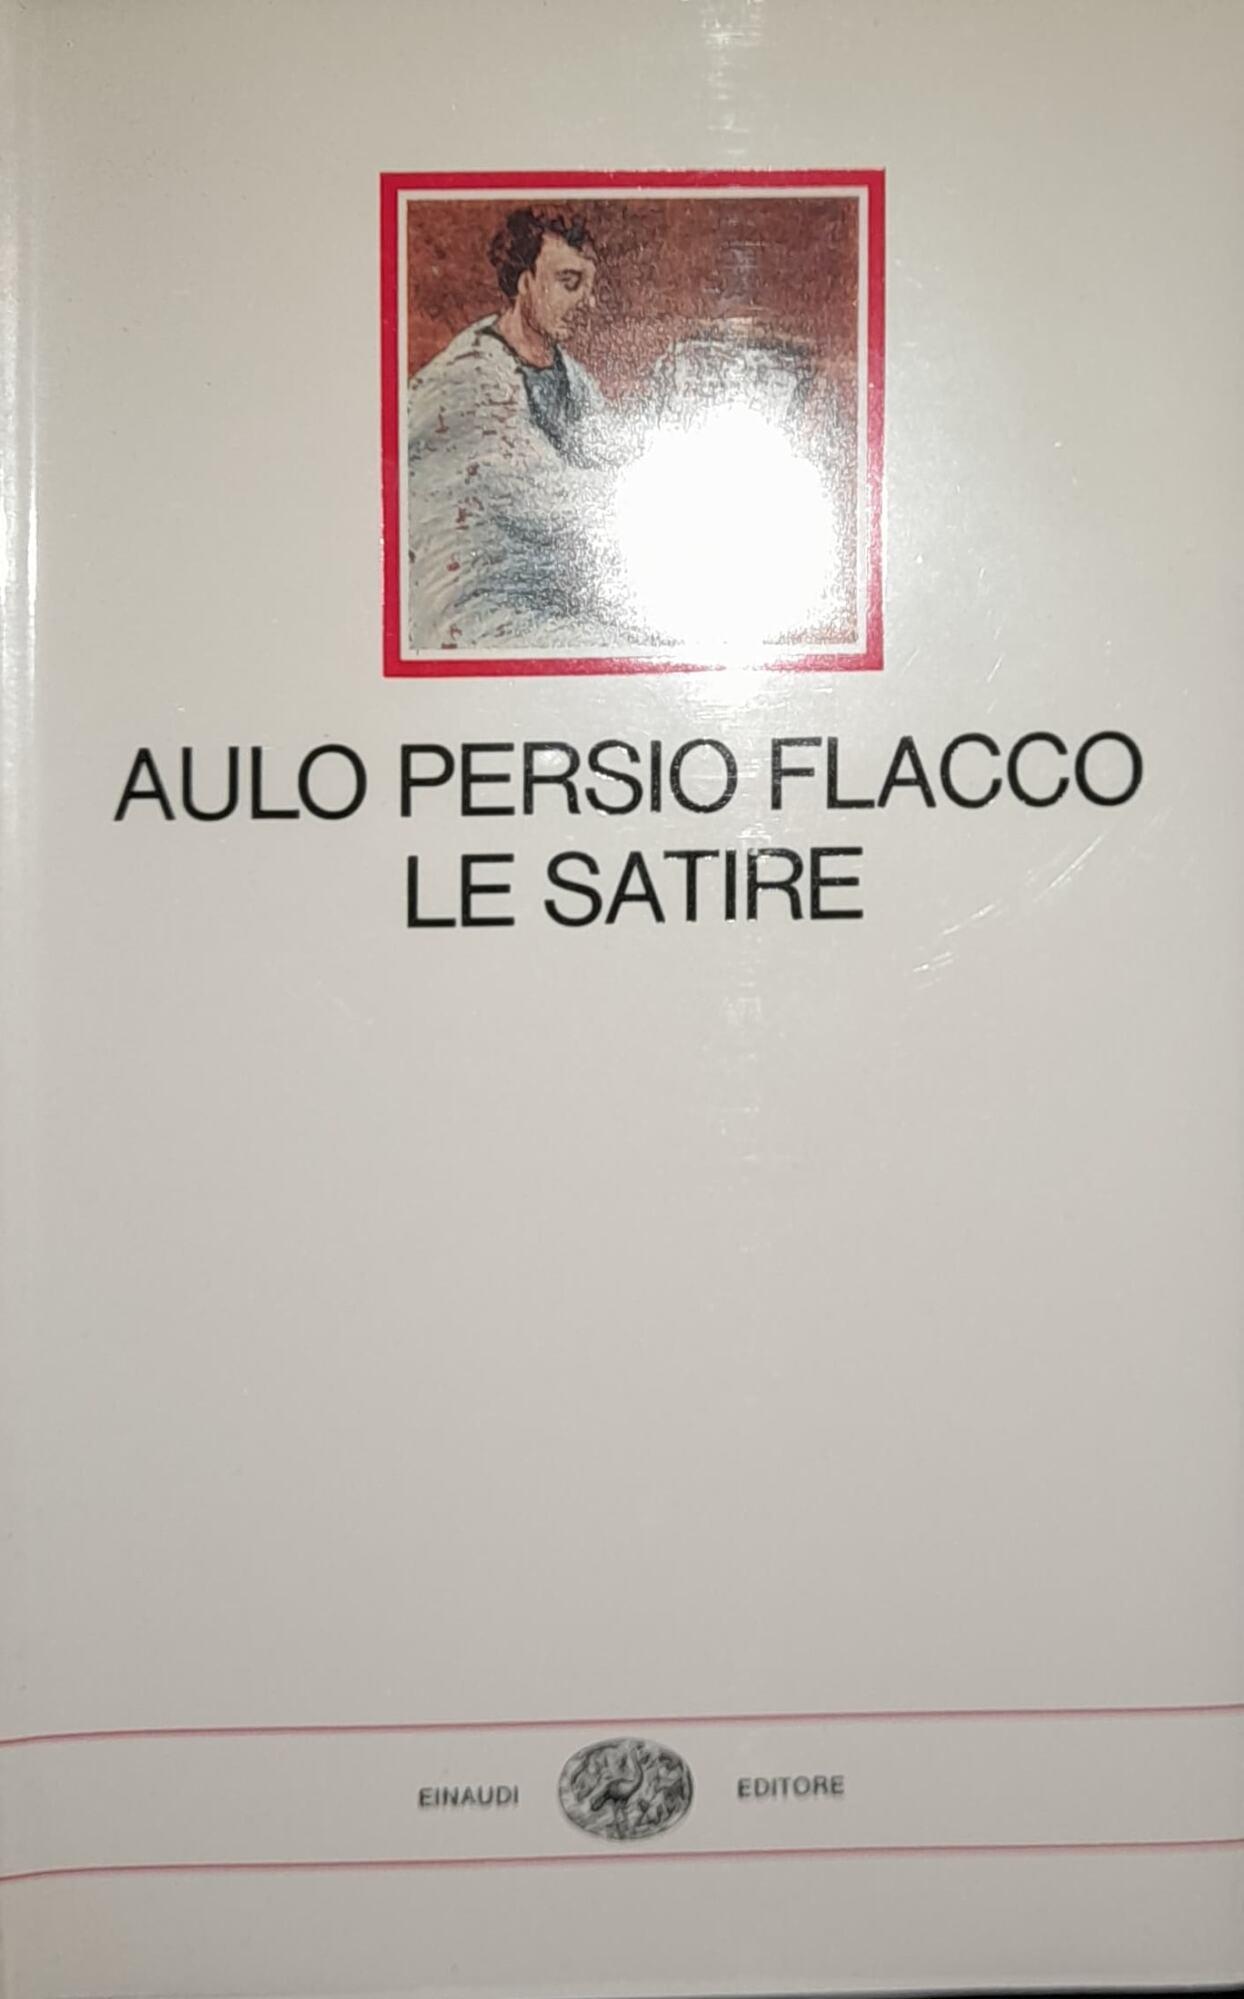 AULO PERSIO FLACCO
LE SATIRE
EINAUDI EDITORE